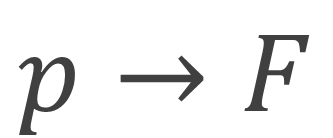 p → F